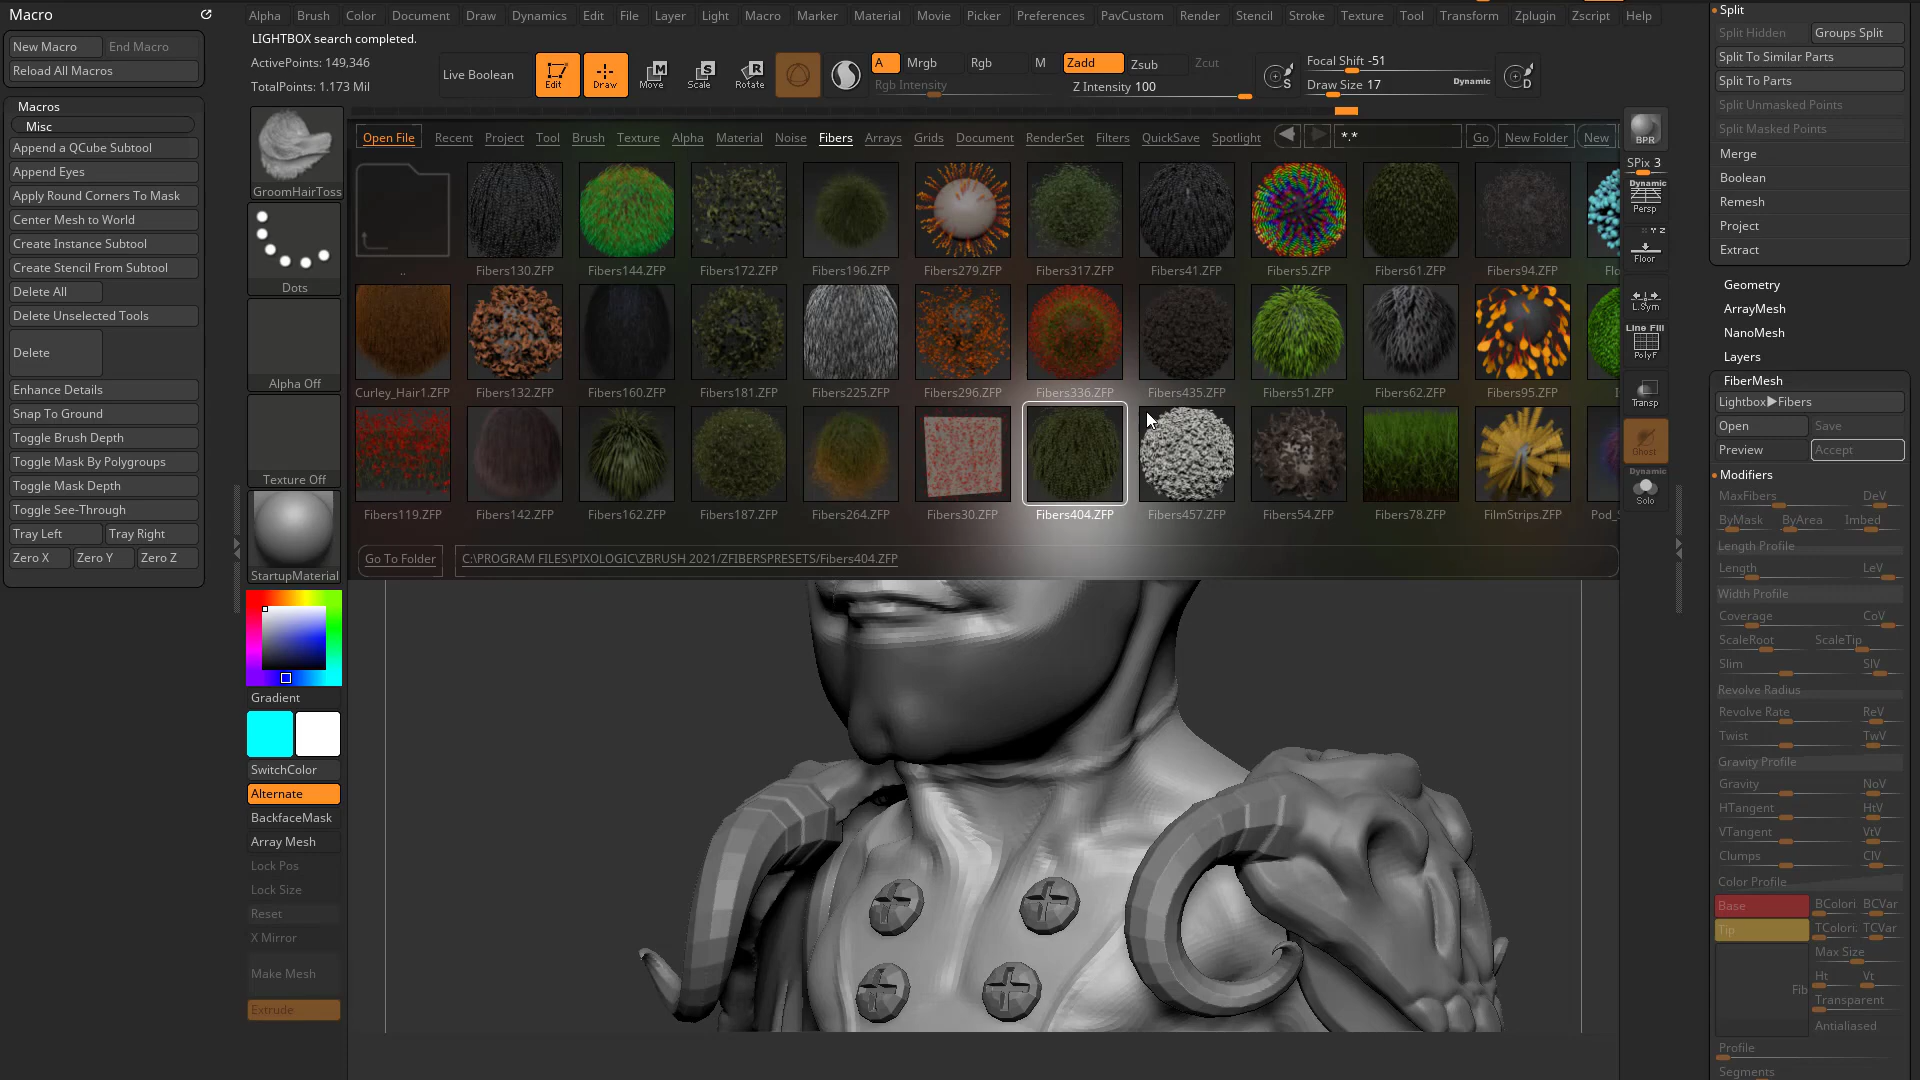 Macro
Alpha Brush Color Document Draw Dynamics Edit File Layer Light Macro Marker Material Movie Picker Preferences PavCustom Render Stencil Stroke Texture Tool Transform Zplugin Zscript Help
New Macro End Macro
Reload All Macros
Macros
Misc
Append a QCube Subtool
Append Eyes
Apply Round Corners To Mask
Center Mesh to World
Create Instance Subtool
Create Stencil From Subtool
Delete All
Delete Unselected Tools
Delete
Enhance Details
Snap To Ground
Toggle Brush Depth
Toggle Mask By Polygroups
Toggle Mask Depth
Toggle See-Through
Tray Left Tray Right
Zero X Zero Y Zero Z
LIGHTBOX search completed.
ActivePoints: 149,346
TotalPoints: 1.173 Mil
Live Boolean
Edit Draw Move Scale Rotate
A Mrgb Rgb M
Rgb Intensity
Zadd Zsub Zcut
Z Intensity 100
S
Focal Shift -51
Draw Size 17 Dynamic
D
GroomHairToss
Dots
Alpha Off
Texture Off
StartupMaterial
Gradient
SwitchColor
Alternate
BackfaceMask
Array Mesh
Lock Pos
Lock Size
Reset
X Mirror
Make Mesh
Extrude
Open File Recent Project Tool Brush Texture Alpha Material Noise Fibers Arrays Grids Document RenderSet Filters QuickSave Spotlight *.* Go New Folder New
.. Fibers130.ZFP Fibers144.ZFP Fibers172.ZFP Fibers196.ZFP Fibers279.ZFP Fibers317.ZFP Fibers41.ZFP Fibers5.ZFP Fibers61.ZFP Fibers94.ZFP Flo
Curley_Hair1.ZFP Fibers132.ZFP Fibers160.ZFP Fibers181.ZFP Fibers225.ZFP Fibers296.ZFP Fibers336.ZFP Fibers435.ZFP Fibers51.ZFP Fibers62.ZFP Fibers95.ZFP
Fibers119.ZFP Fibers142.ZFP Fibers162.ZFP Fibers187.ZFP Fibers264.ZFP Fibers30.ZFP Fibers404.ZFP Fibers457.ZFP Fibers54.ZFP Fibers78.ZFP FilmStrips.ZFP Pod_
Go To Folder C:\PROGRAM FILES\PIXOLOGIC\ZBRUSH 2021/ZFIBERSPRESETS/Fibers404.ZFP
BPR
SPix 3
Dynamic
Persp
Floor
L.Sym
Line Fill
PolyF
Transp
Ghost
Dynamic
Solo
Split
Split Hidden Groups Split
Split To Similar Parts
Split To Parts
Split Unmasked Points
Split Masked Points
Merge
Boolean
Remesh
Project
Extract
Geometry
ArrayMesh
NanoMesh
Layers
FiberMesh
Lightbox▶Fibers
Open Save
Preview Accept
Modifiers
MaxFibers DeV
ByMask ByArea Imbed
Length Profile
Length LeV
Width Profile
Coverage CoV
ScaleRoot ScaleTip
Slim SlV
Revolve Radius
Revolve Rate ReV
Twist TwV
Gravity Profile
Gravity NoV
HTangent HtV
VTangent VtV
Clumps ClV
Color Profile
Base BColori BCVar
Tip TColori: TCVar
Max Size
Ht Vt
Fib
Transparent
Antialiased
Profile
Segments